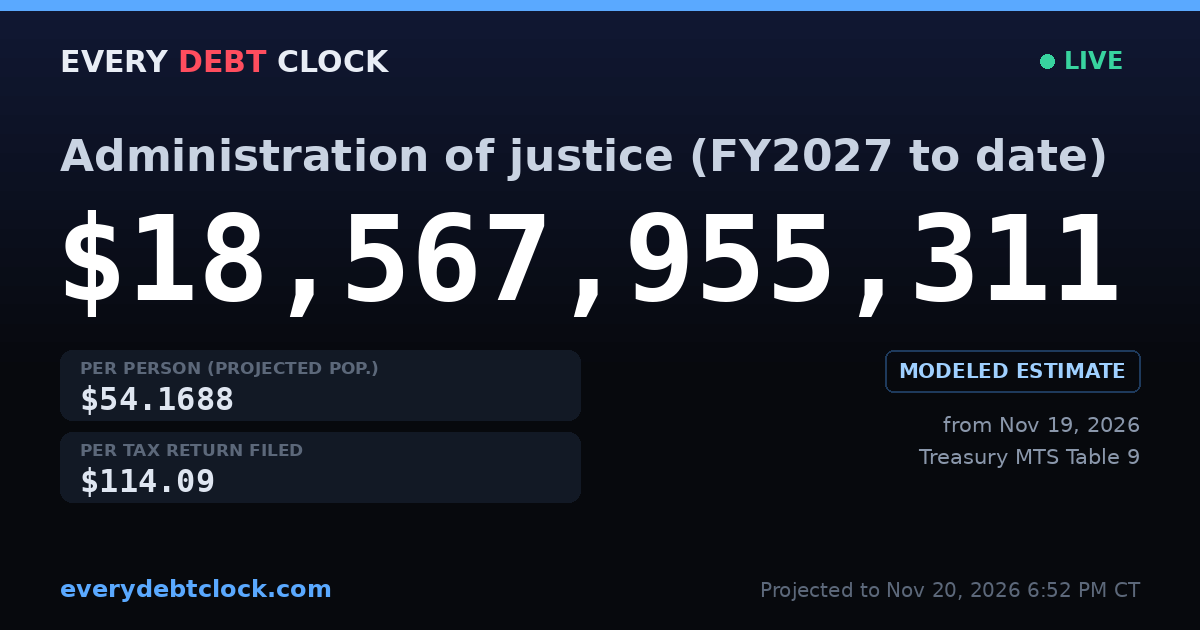 EVERY DEBT CLOCK
LIVE
Administration of justice (FY2027 to date)
$18,567,955,311
PER PERSON (PROJECTED POP.)
$54.1688
PER TAX RETURN FILED
$114.09
MODELED ESTIMATE
from Nov 19, 2026
Treasury MTS Table 9
everydebtclock.com
Projected to Nov 20, 2026 6:52 PM CT